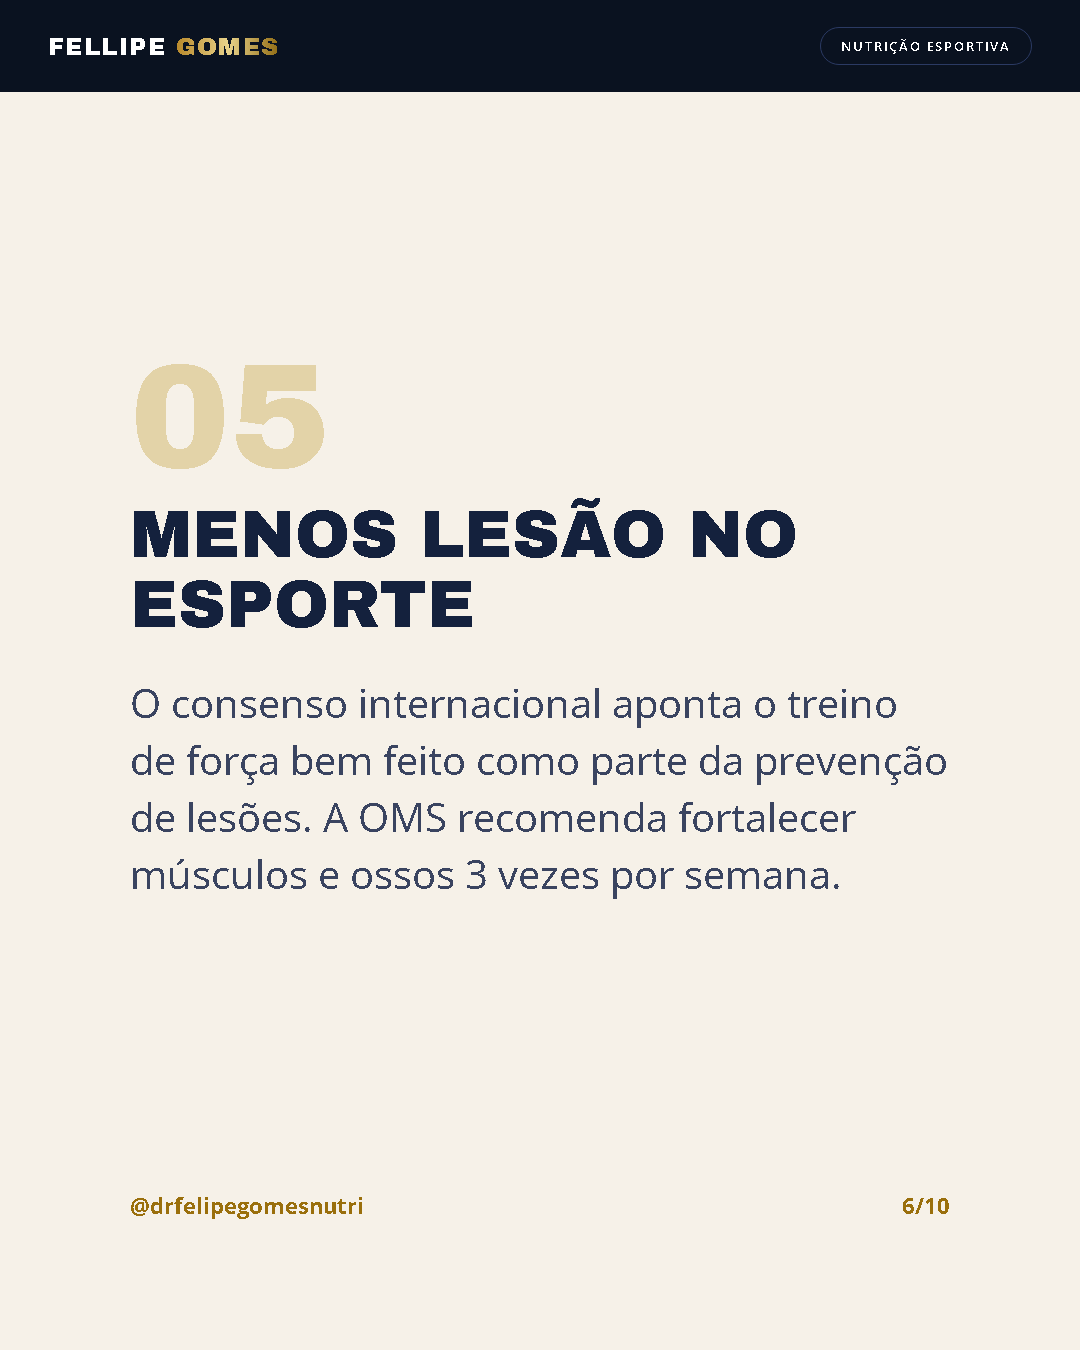 FELLIPE GOMES
NUTRIÇÃO ESPORTIVA
05
MENOS LESÃO NO
ESPORTE
O consenso internacional aponta o treino
de força bem feito como parte da prevenção
de lesões. A OMS recomenda fortalecer
músculos e ossos 3 vezes por semana.
@drfelipegomesnutri
6/10